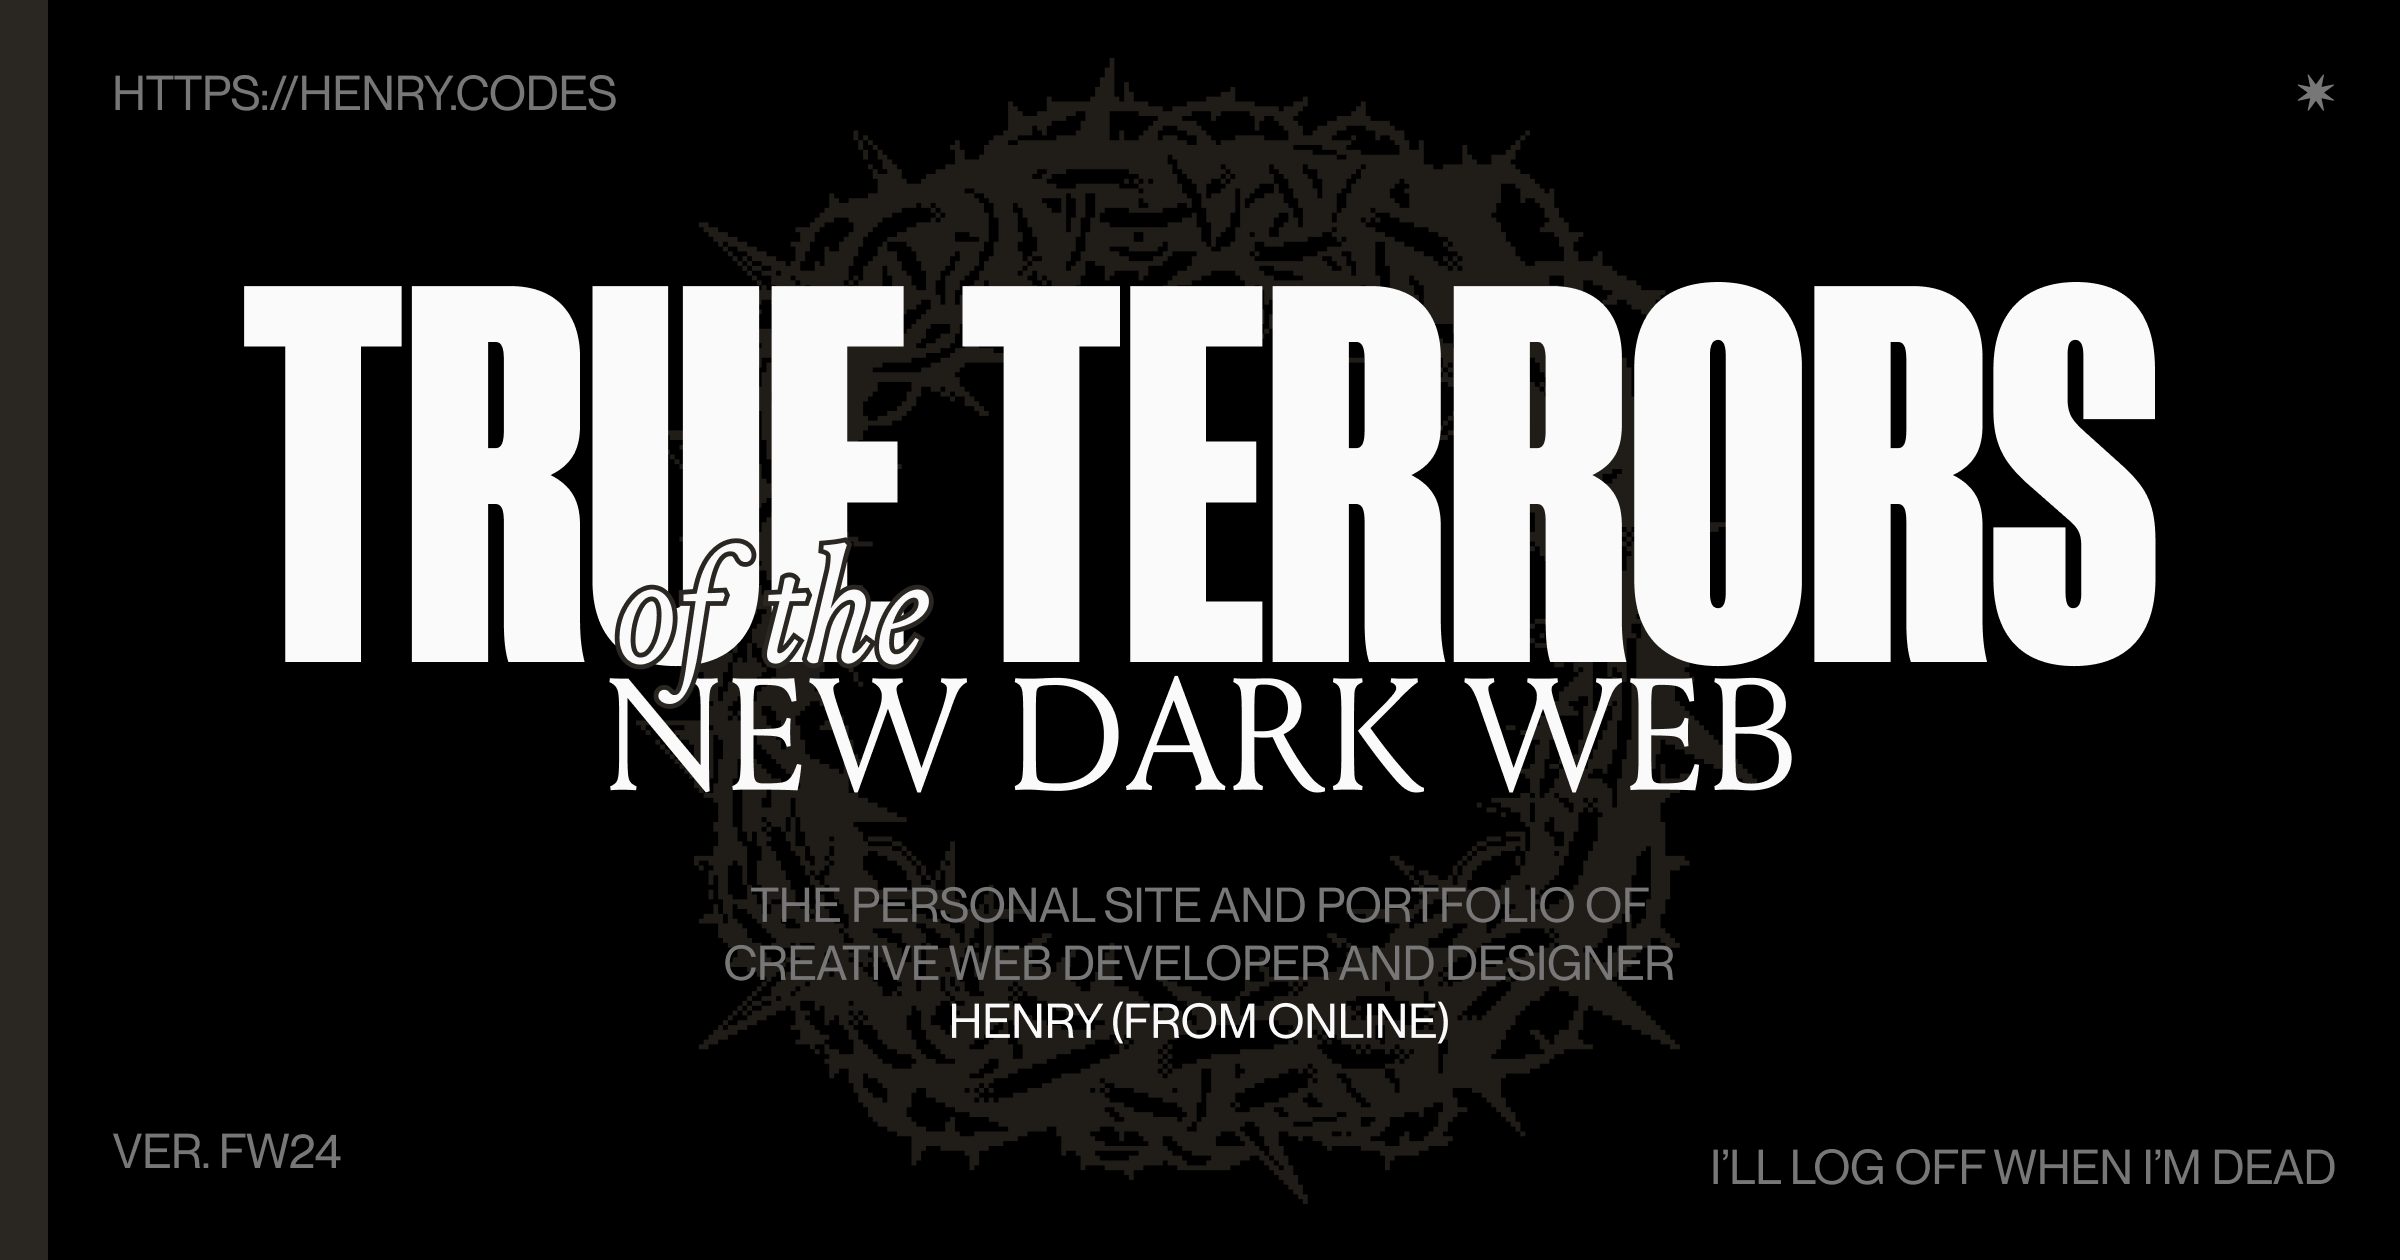 HTTPS://HENRY.CODES
TRUE TERRORS
of the
NEW DARK WEB
THE PERSONAL SITE AND PORTFOLIO OF
CREATIVE WEB DEVELOPER AND DESIGNER
HENRY (FROM ONLINE)
VER. FW24
I’LL LOG OFF WHEN I’M DEAD